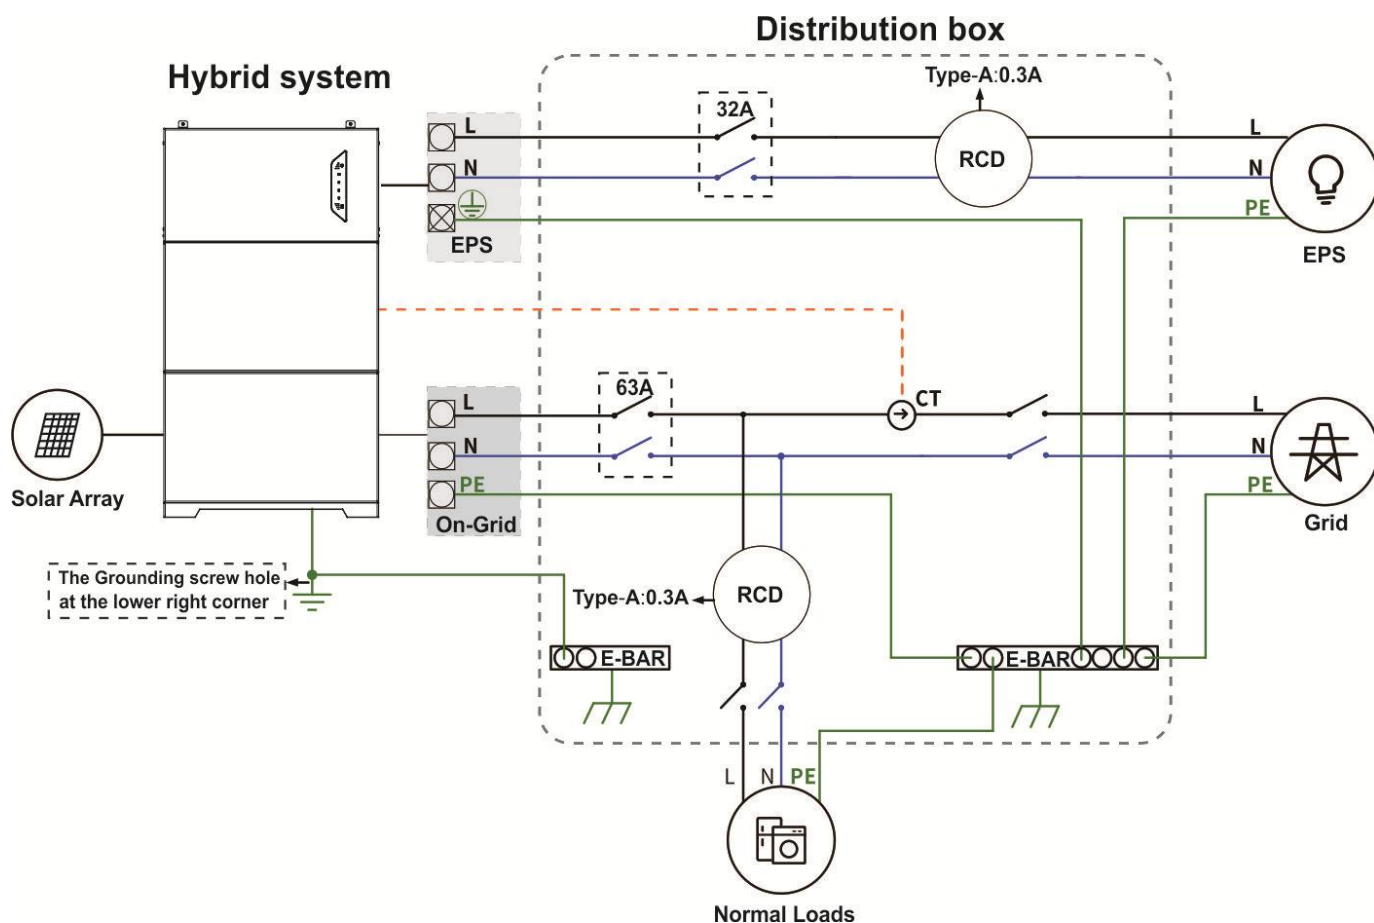 Distribution box
Hybrid system
Type-A:0.3A
32A
L
N
EPS
RCD
L
N
PE
EPS
63A
L
N
PE
On-Grid
CT
L
N
PE
Grid
Solar Array
The Grounding screw hole
at the lower right corner
Type-A:0.3A
RCD
E-BAR
E-BAR
L N PE
Normal Loads